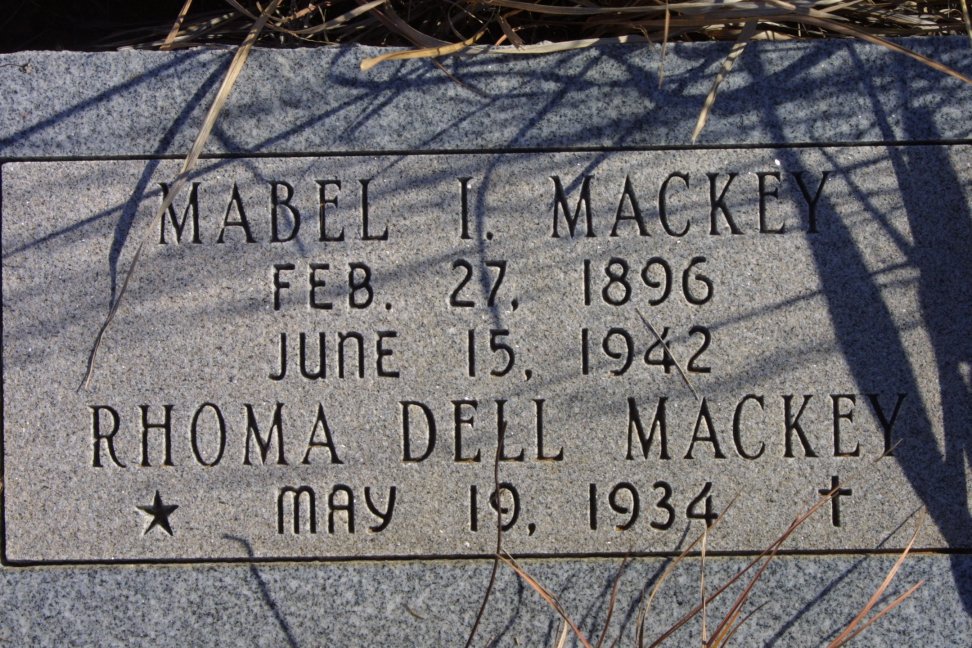 MABEL I. MACKEY
FEB. 27, 1896
JUNE 15, 1942
RHOMA DELL MACKEY
★ MAY 19, 1934 ✝